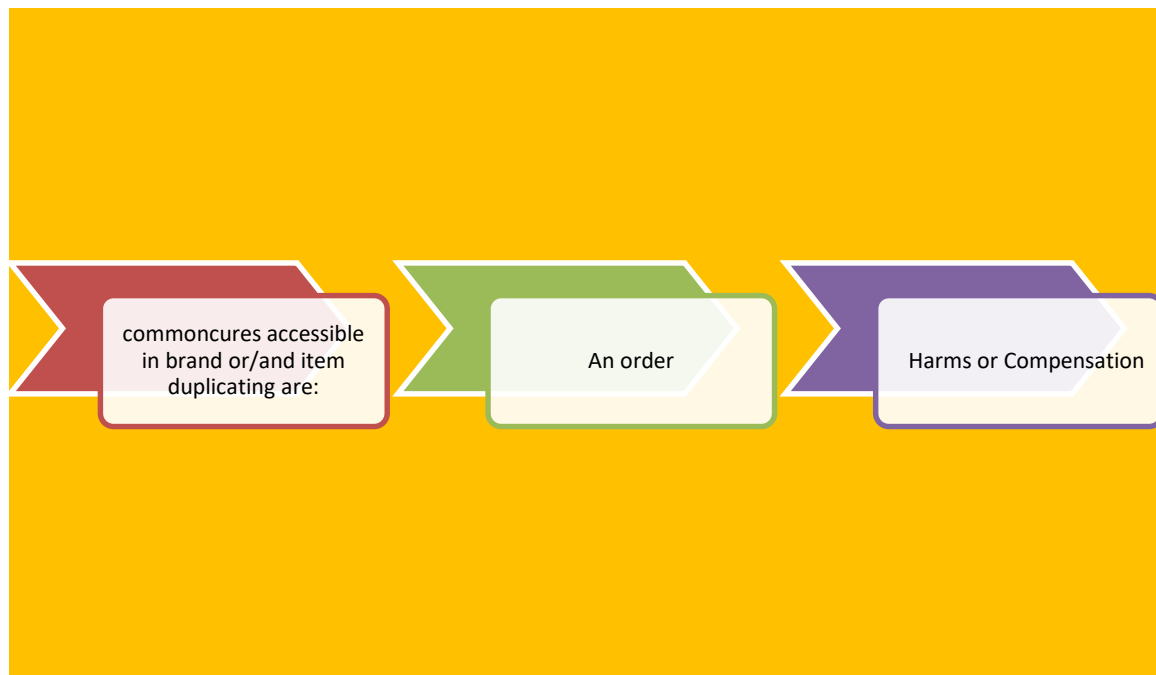 commoncures accessible
in brand or/and item
duplicating are:
An order
Harms or Compensation